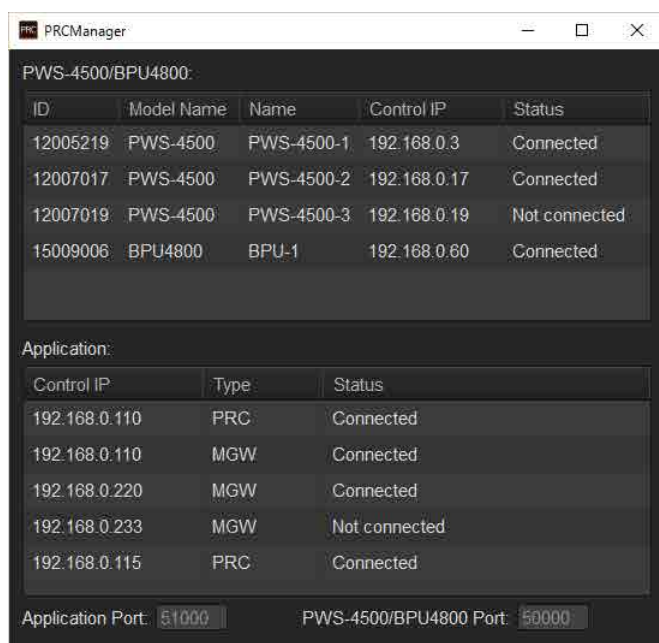 PRC PRCManager
PWS-4500/BPU4800:
ID Model Name Name Control IP Status
12005219 PWS-4500 PWS-4500-1 192.168.0.3 Connected
12007017 PWS-4500 PWS-4500-2 192.168.0.17 Connected
12007019 PWS-4500 PWS-4500-3 192.168.0.19 Not connected
15009006 BPU4800 BPU-1 192.168.0.60 Connected
Application:
Control IP Type Status
192.168.0.110 PRC Connected
192.168.0.110 MGW Connected
192.168.0.220 MGW Connected
192.168.0.233 MGW Not connected
192.168.0.115 PRC Connected
Application Port: 51000 PWS-4500/BPU4800 Port: 50000